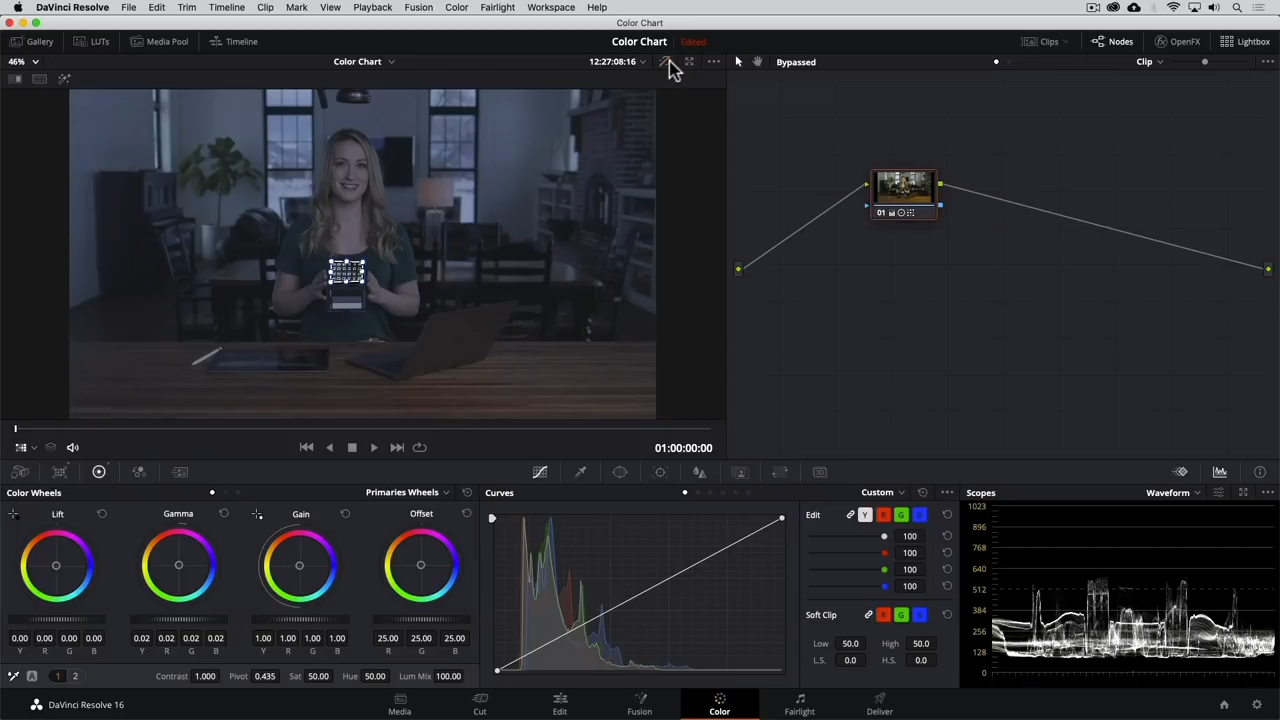 DaVinci Resolve File Edit Trim Timeline Clip Mark View Playback Fusion Color Fairlight Workspace Help
Color Chart
Gallery LUTs Media Pool Timeline Color Chart Edited Clips Nodes OpenFX Lightbox
46% Color Chart 12:27:08:16 Bypassed Clip
01
01:00:00:00
Color Wheels Primaries Wheels Curves Custom Scopes Waveform
Lift Gamma Gain Offset
Edit Y R G B
100
100
100
100
Soft Clip R G B
Low 50.0 High 50.0
L.S. 0.0 H.S. 0.0
0.00 0.00 0.00 0.00 0.02 0.02 0.02 0.02 1.00 1.00 1.00 1.00 25.00 25.00 25.00
Y R G B Y R G B Y R G B R G B
A 1 2 Contrast 1.000 Pivot 0.435 Sat 50.00 Hue 50.00 Lum Mix 100.00
1023
896
768
640
512
384
256
128
0
DaVinci Resolve 16 Media Cut Edit Fusion Color Fairlight Deliver